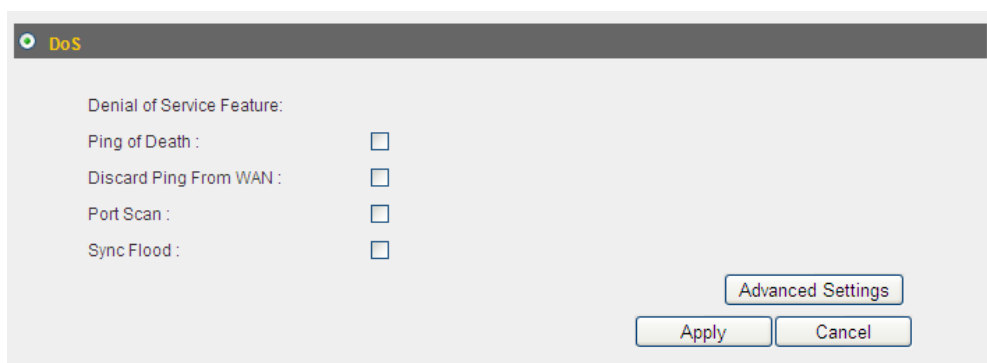 DoS
Denial of Service Feature:
Ping of Death :
Discard Ping From WAN :
Port Scan :
Sync Flood :
Advanced Settings
Apply Cancel